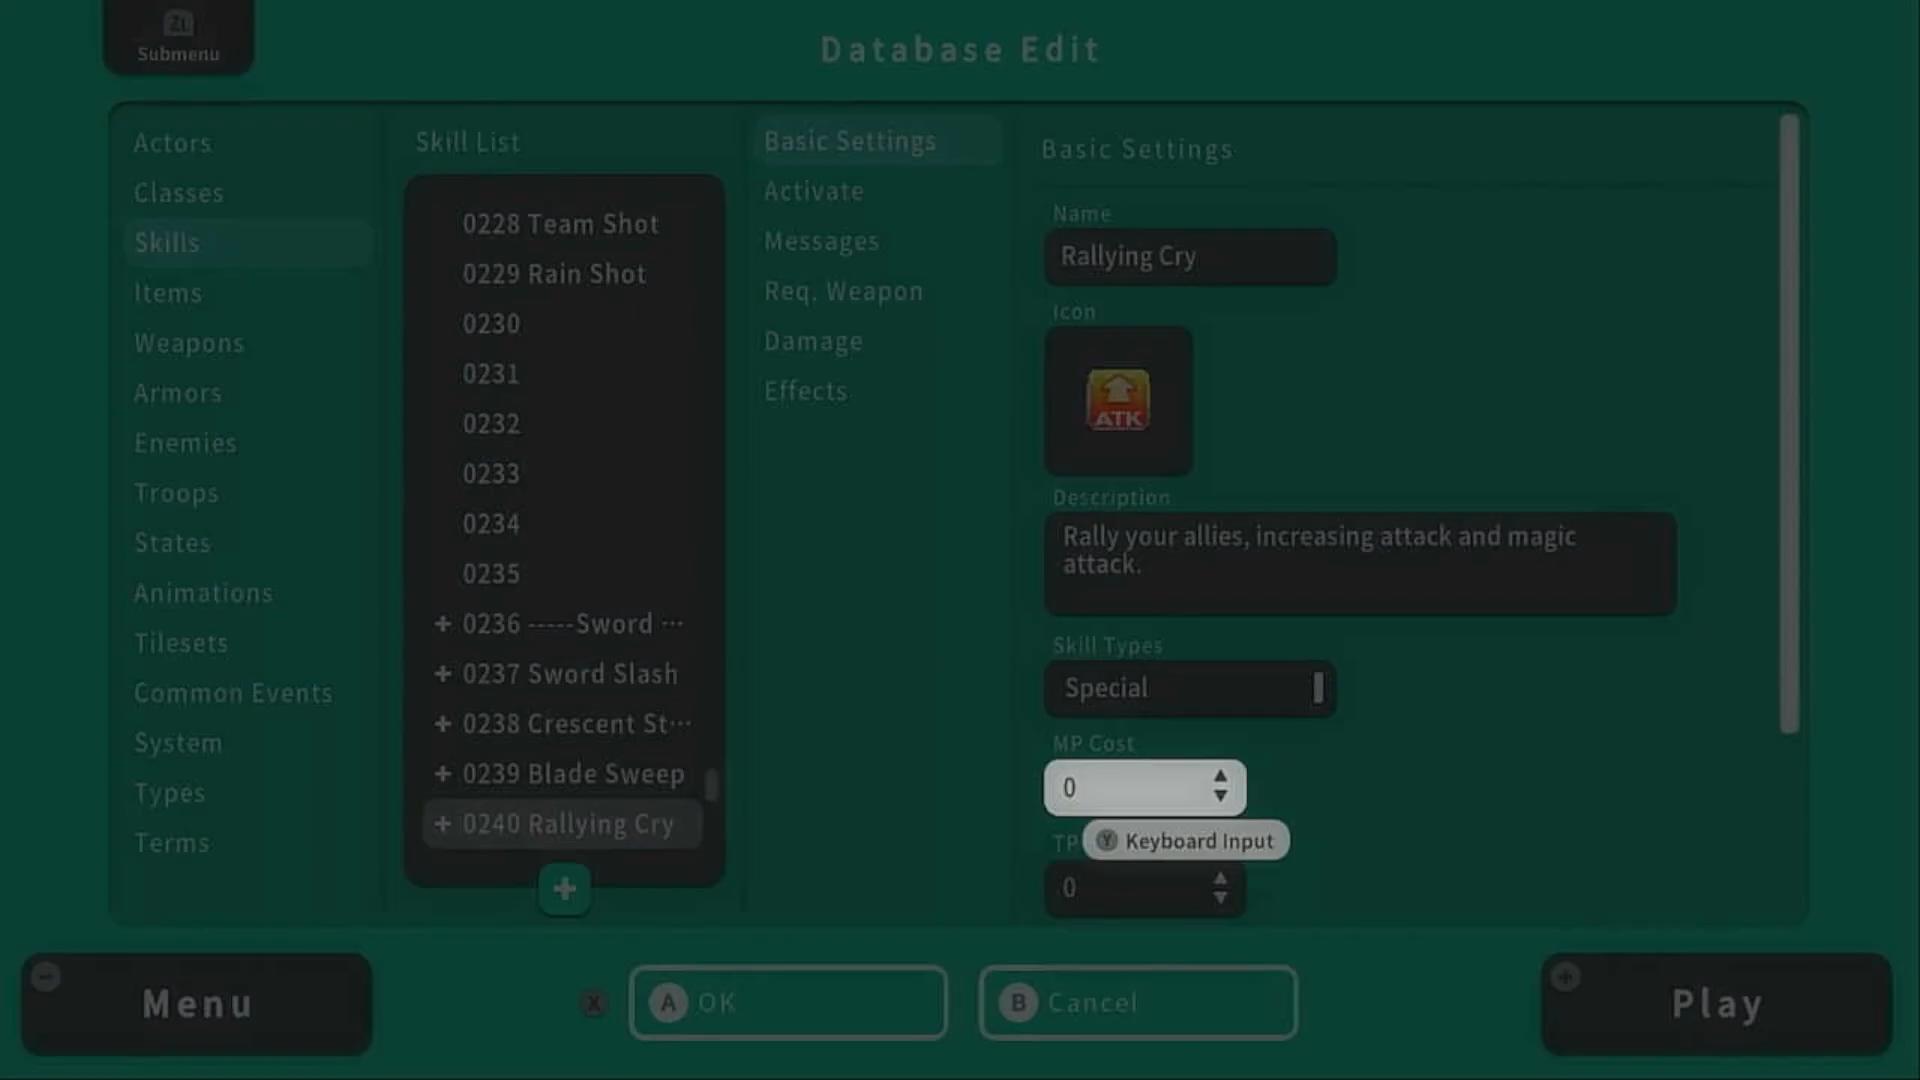 ZL
Submenu
Database Edit
Actors
Classes
Skills
Items
Weapons
Armors
Enemies
Troops
States
Animations
Tilesets
Common Events
System
Types
Terms
Skill List
0228 Team Shot
0229 Rain Shot
0230
0231
0232
0233
0234
0235
+ 0236 -----Sword ···
+ 0237 Sword Slash
+ 0238 Crescent St···
+ 0239 Blade Sweep
+ 0240 Rallying Cry
+
Basic Settings
Activate
Messages
Req. Weapon
Damage
Effects
Basic Settings
Name
Rallying Cry
Icon
ATK
Description
Rally your allies, increasing attack and magic
attack.
Skill Types
Special
MP Cost
0
TP
Y Keyboard Input
0
- Menu
X
A OK
B Cancel
+ Play